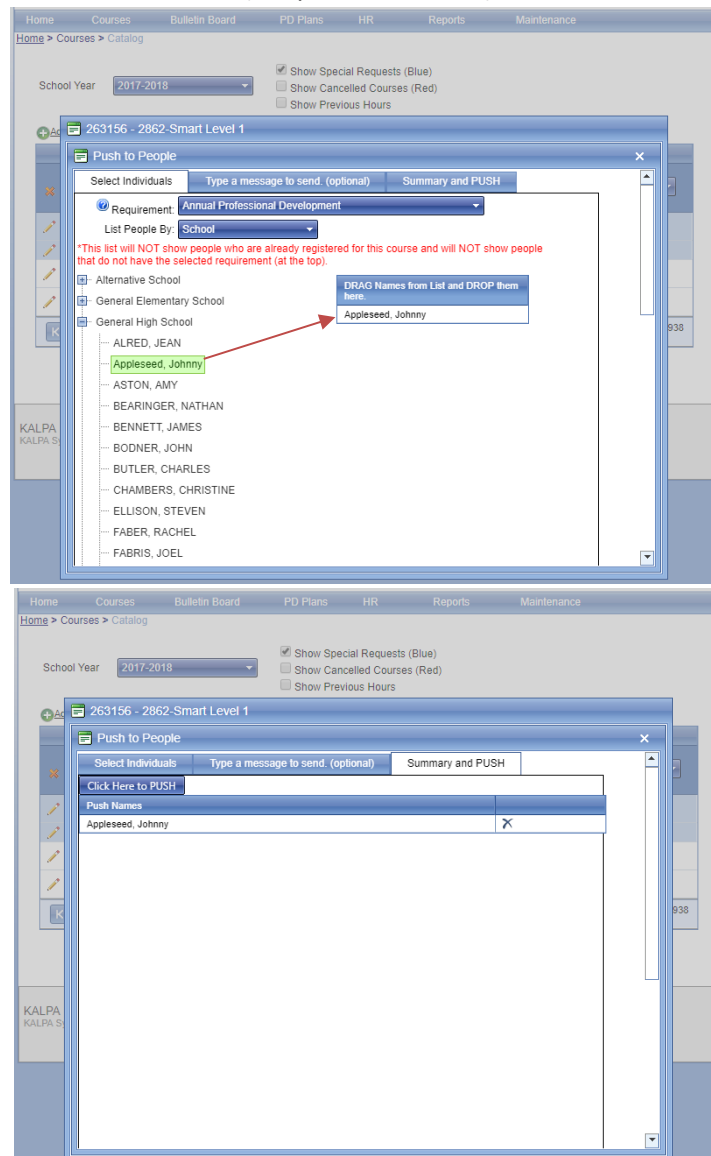 Home Courses Bulletin Board PD Plans HR Reports Maintenance
Home > Courses > Catalog
Show Special Requests (Blue)
School Year 2017-2018 Show Cancelled Courses (Red)
Show Previous Hours
263156 - 2862-Smart Level 1
Push to People
Select Individuals Type a message to send. (optional) Summary and PUSH
Requirement: Annual Professional Development
List People By: School
*This list will NOT show people who are already registered for this course and will NOT show people
that do not have the selected requirement (at the top).
Alternative School
General Elementary School
General High School
DRAG Names from List and DROP them
here.
Appleseed, Johnny
ALRED, JEAN
Appleseed, Johnny
ASTON, AMY
BEARINGER, NATHAN
BENNETT, JAMES
BODNER, JOHN
BUTLER, CHARLES
CHAMBERS, CHRISTINE
ELLISON, STEVEN
FABER, RACHEL
FABRIS, JOEL
938
KALPA
Home Courses Bulletin Board PD Plans HR Reports Maintenance
Home > Courses > Catalog
Show Special Requests (Blue)
School Year 2017-2018 Show Cancelled Courses (Red)
Show Previous Hours
263156 - 2862-Smart Level 1
Push to People
Select Individuals Type a message to send. (optional) Summary and PUSH
Click Here to PUSH
Push Names
Appleseed, Johnny
938
KALPA